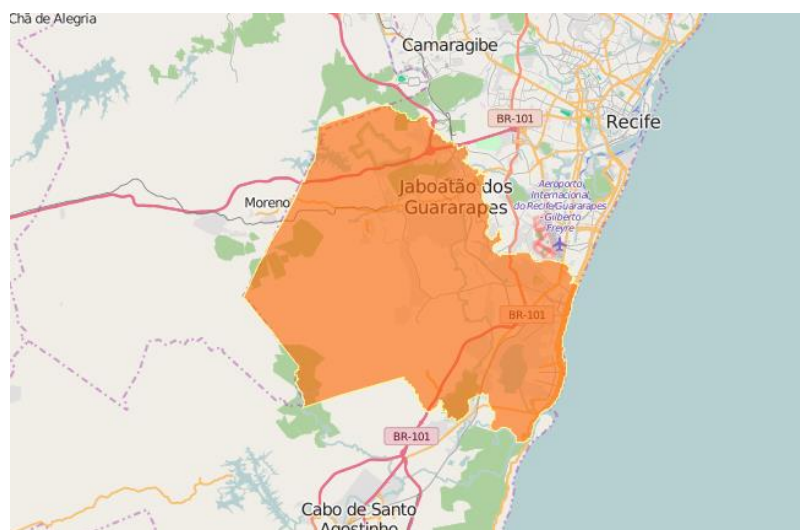 Chã de Alegria
Camaragibe
BR-101
Recife
Jaboatão dos
Guararapes
Aeroporto
Internacional
do Recife/Guararapes
- Gilberto
Freyre
Moreno
BR-101
BR-101
Cabo de Santo
Agostinho